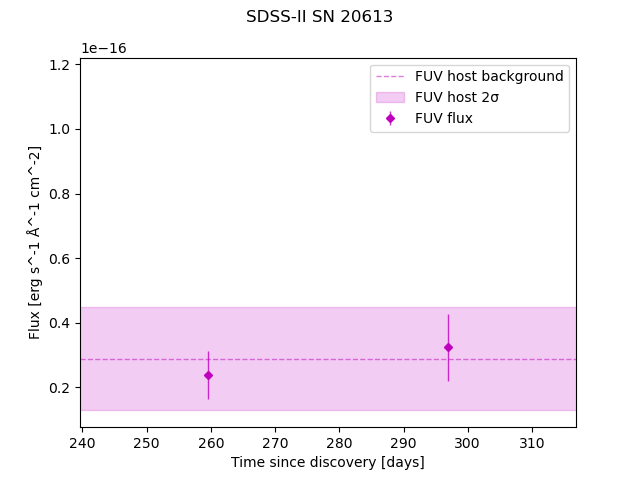 SDSS-II SN 20613
1e−16
FUV host background
FUV host 2σ
FUV flux
Flux [erg s^-1 Å^-1 cm^-2]
1.2
1.0
0.8
0.6
0.4
0.2
240 250 260 270 280 290 300 310
Time since discovery [days]